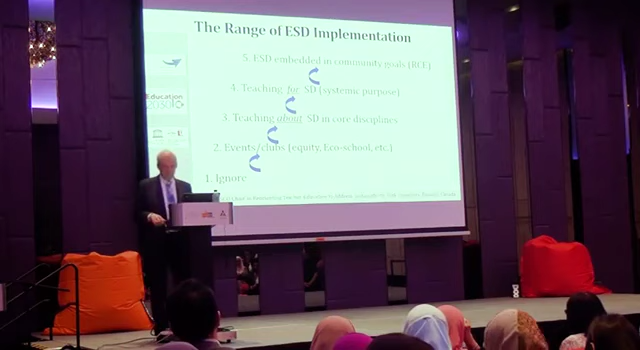 The Range of ESD Implementation
5. ESD embedded in community goals [RCE]
4. Teaching for SD [systemic purpose]
3. Teaching about SD in core disciplines
2. Events/clubs [equity, Eco-school, etc.]
1. Ignore
Education
2030